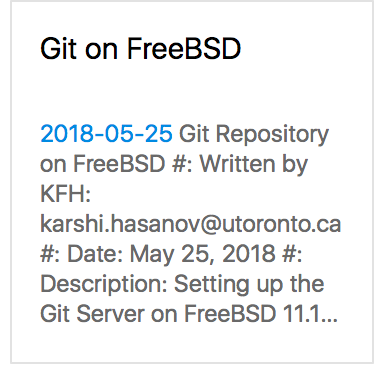 Git on FreeBSD
2018-05-25 Git Repository
on FreeBSD #: Written by
KFH:
karshi.hasanov@utoronto.ca
#: Date: May 25, 2018 #:
Description: Setting up the
Git Server on FreeBSD 11.1...